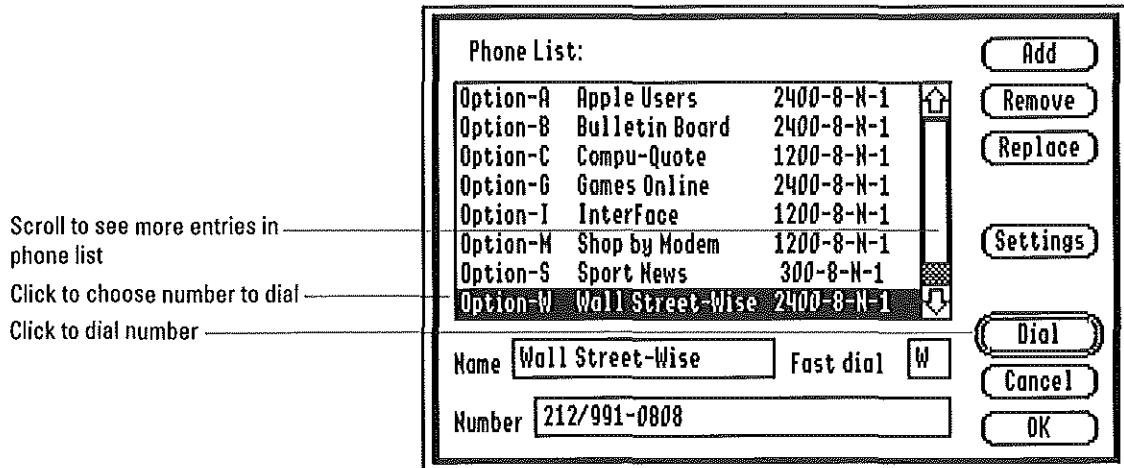 Phone List:
Add
Option-A Apple Users 2400-8-N-1
Remove
Option-B Bulletin Board 2400-8-N-1
Option-C Compu-Quote 1200-8-N-1
Replace
Option-G Games Online 2400-8-N-1
Option-I InterFace 1200-8-N-1
Scroll to see more entries in
phone list
Option-M Shop by Modem 1200-8-N-1
Settings
Option-S Sport News 300-8-N-1
Click to choose number to dial
Option-W Wall Street-Wise 2400-8-N-1
Click to dial number
Dial
Name Wall Street-Wise Fast dial W
Cancel
Number 212/991-0808
OK